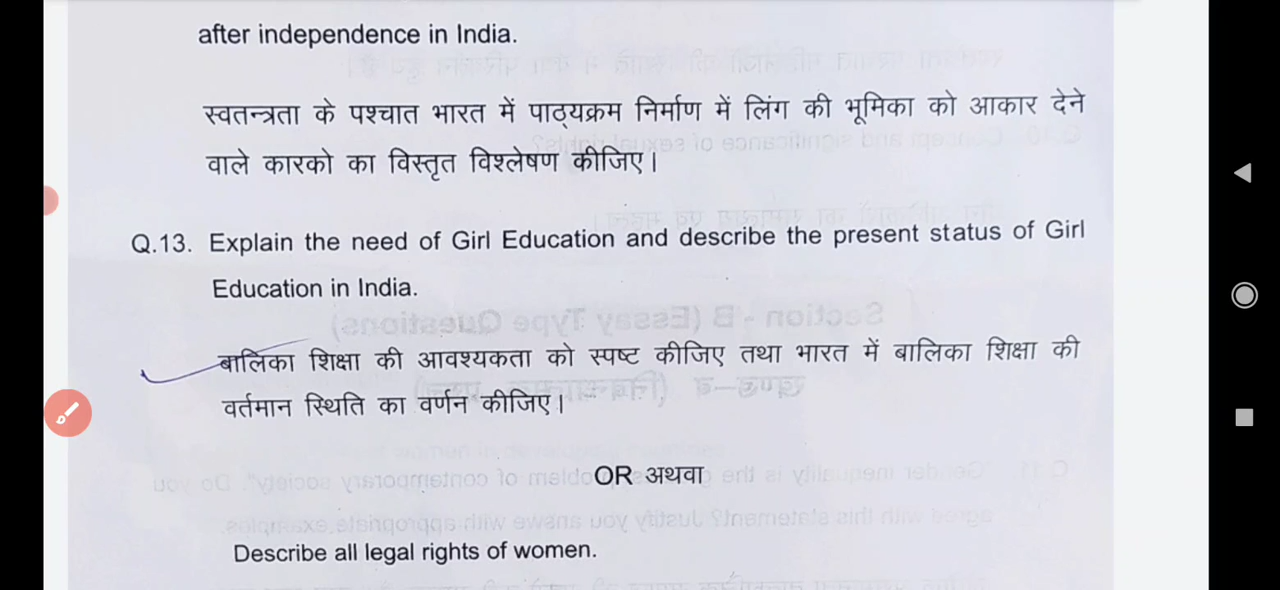 after independence in India.
स्वतन्त्रता के पश्चात भारत में पाठ्यक्रम निर्माण में लिंग की भूमिका को आकार देने
वाले कारको का विस्तृत विश्लेषण कीजिए।
Q.13. Explain the need of Girl Education and describe the present status of Girl
Education in India.
बालिका शिक्षा की आवश्यकता को स्पष्ट कीजिए तथा भारत में बालिका शिक्षा की
वर्तमान स्थिति का वर्णन कीजिए।
OR अथवा
Describe all legal rights of women.